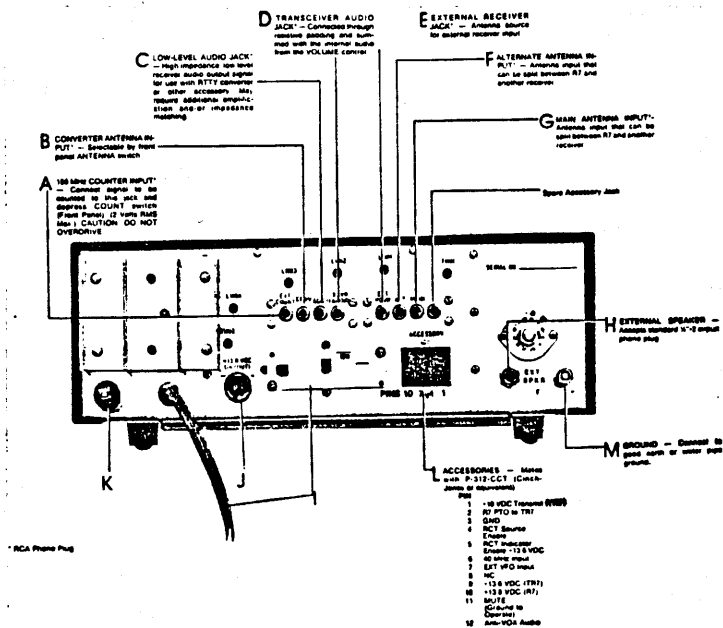 D TRANSCEIVER AUDIO
JACK* — Connected through
resistive padding and sum-
med with the internal audio
from the VOLUME control
E EXTERNAL RECEIVER
JACK* — Antenna source
for external receiver input
C LOW-LEVEL AUDIO JACK*
— High impedance low level
receiver audio output signal
for use with RTTY converter
or other accessory May
require additional amplific-
ation and/or impedance
matching
F ALTERNATE ANTENNA IN-
PUT* — Antenna input that
can be split between R7 and
another receiver
G MAIN ANTENNA INPUT*-
Antenna input that can be
split between R7 and another
receiver
B CONVERTER ANTENNA IN-
PUT* — Selectable by front
panel ANTENNA switch
Spare Accessory Jack
A 150 MHz COUNTER INPUT*
— Connect signal to be
counted to this jack and
depress COUNT switch
(Front Panel) (2 Volts RMS
Max) CAUTION DO NOT
OVERDRIVE
SERIAL NO
ACCESSORY
EXT
SPKR
H EXTERNAL SPEAKER —
Accepts standard ¼"-2 output
phone plug
PINS 10 1
M GROUND — Connect to
good earth or water pipe
ground.
K
J
I
L ACCESSORIES — Mates
with P-312-CCT (Cinch-
Jones or equivalent)
PIN
1 +10 VDC Transmit
2 R7 PTO to TR7
3 GND
4 RCT Source
Enable
5 RCT Indicator
Enable +13.6 VDC
6 40 MHz Input
7 EXT VFO Input
8 NC
9 +13.6 VDC (TR7)
10 +13.8 VDC (R7)
11 MUTE
(Ground to
Operate)
12 Anti-VOX Audio
* RCA Phono Plug